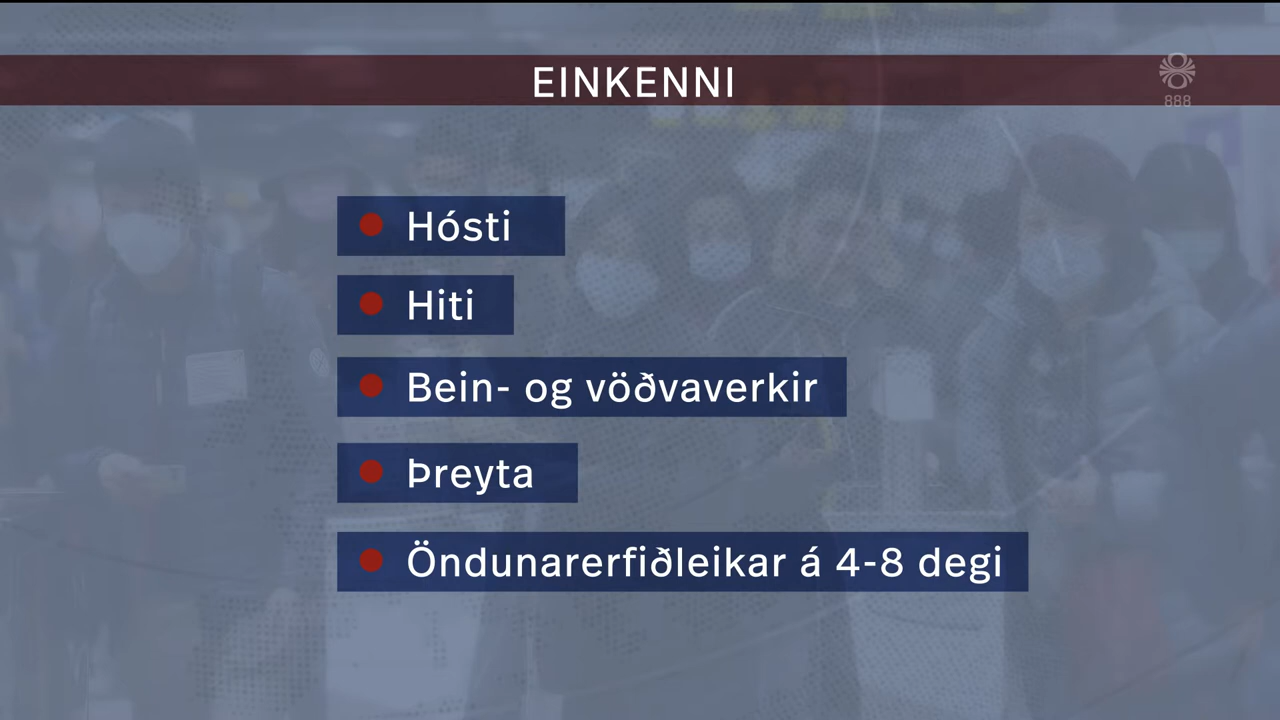 EINKENNI
888
Hósti
Hiti
Bein- og vöðvaverkir
Þreyta
Öndunarerfiðleikar á 4-8 degi